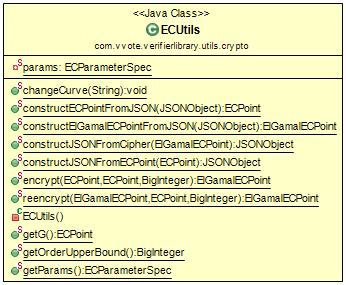 <<Java Class>>
ECUtils
com.vvote.verifierlibrary.utils.crypto
params: ECParameterSpec
changeCurve(String):void
constructECPointFromJSON(JSONObject):ECPoint
constructElGamalECPointFromJSON(JSONObject):ElGamalECPoint
constructJSONFromCipher(ElGamalECPoint):JSONObject
constructJSONFromECPoint(ECPoint):JSONObject
encrypt(ECPoint,ECPoint,BigInteger):ElGamalECPoint
reencrypt(ElGamalECPoint,ECPoint,BigInteger):ElGamalECPoint
ECUtils()
getG():ECPoint
getOrderUpperBound():BigInteger
getParams():ECParameterSpec